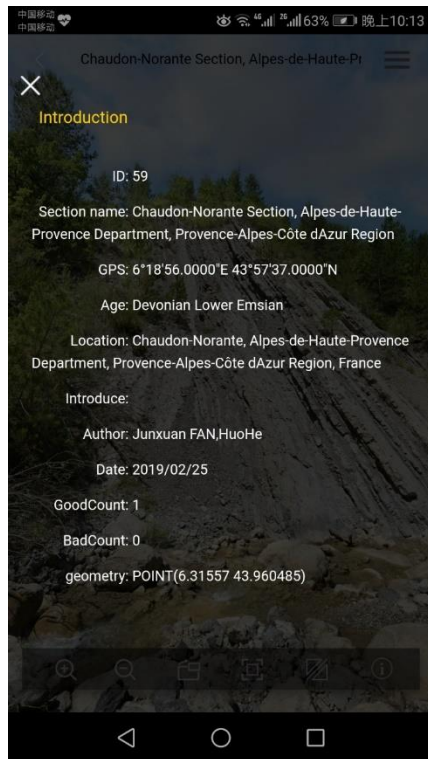 中国移动
中国移动
4G 2G 63% 晚上10:13
Chaudon-Norante Section, Alpes-de-Haute-Pr
Introduction
ID: 59
Section name: Chaudon-Norante Section, Alpes-de-Haute-
Provence Department, Provence-Alpes-Côte dAzur Region
GPS: 6°18'56.0000"E 43°57'37.0000"N
Age: Devonian Lower Emsian
Location: Chaudon-Norante, Alpes-de-Haute-Provence
Department, Provence-Alpes-Côte dAzur Region, France
Introduce:
Author: Junxuan FAN,HuoHe
Date: 2019/02/25
GoodCount: 1
BadCount: 0
geometry: POINT(6.31557 43.960485)